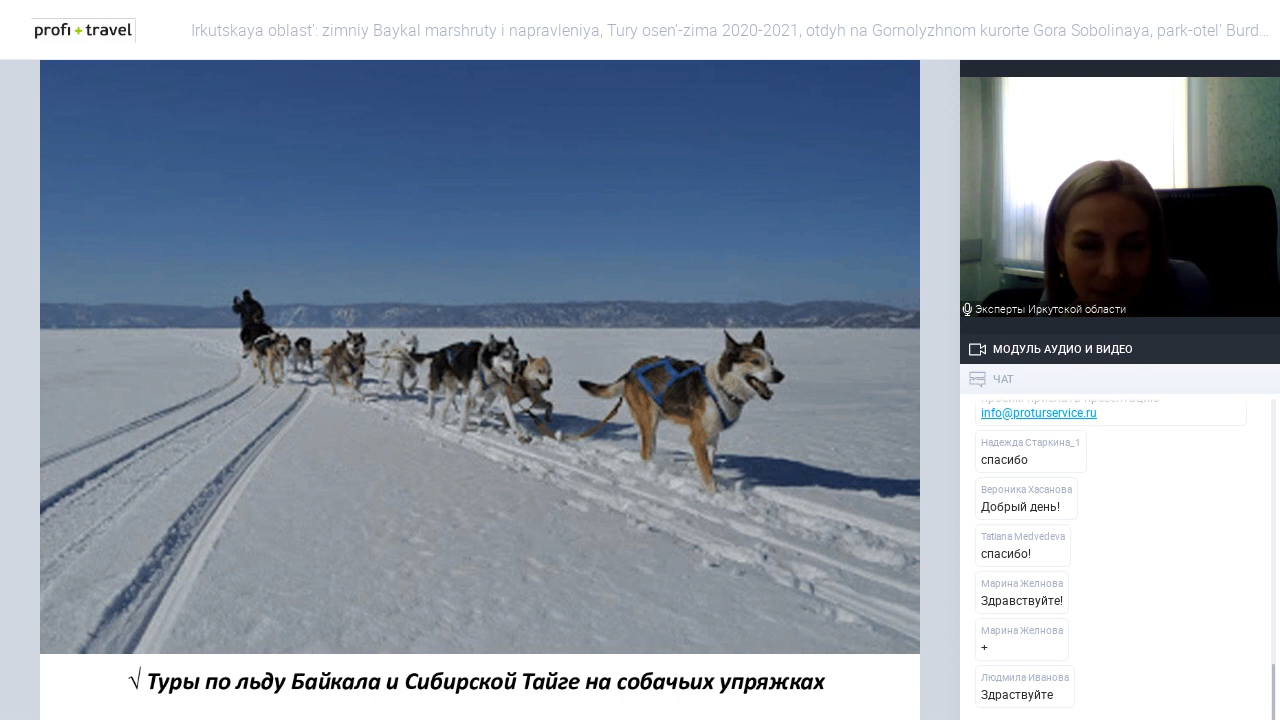 profi + travel
Irkutskaya oblast': zimniy Baykal marshruty i napravleniya, Tury osen'-zima 2020-2021, otdyh na Gornolyzhnom kurorte Gora Sobolinaya, park-otel' Burd...
Эксперты Иркутской области
МОДУЛЬ АУДИО И ВИДЕО
ЧАТ
info@proturservice.ru
Надежда Старкина_1
спасибо
Вероника Хасанова
Добрый день!
Tatiana Medvedeva
спасибо!
Марина Желнова
Здравствуйте!
Марина Желнова
+
Людмила Иванова
Здраствуйте
√ Туры по льду Байкала и Сибирской Тайге на собачьих упряжках